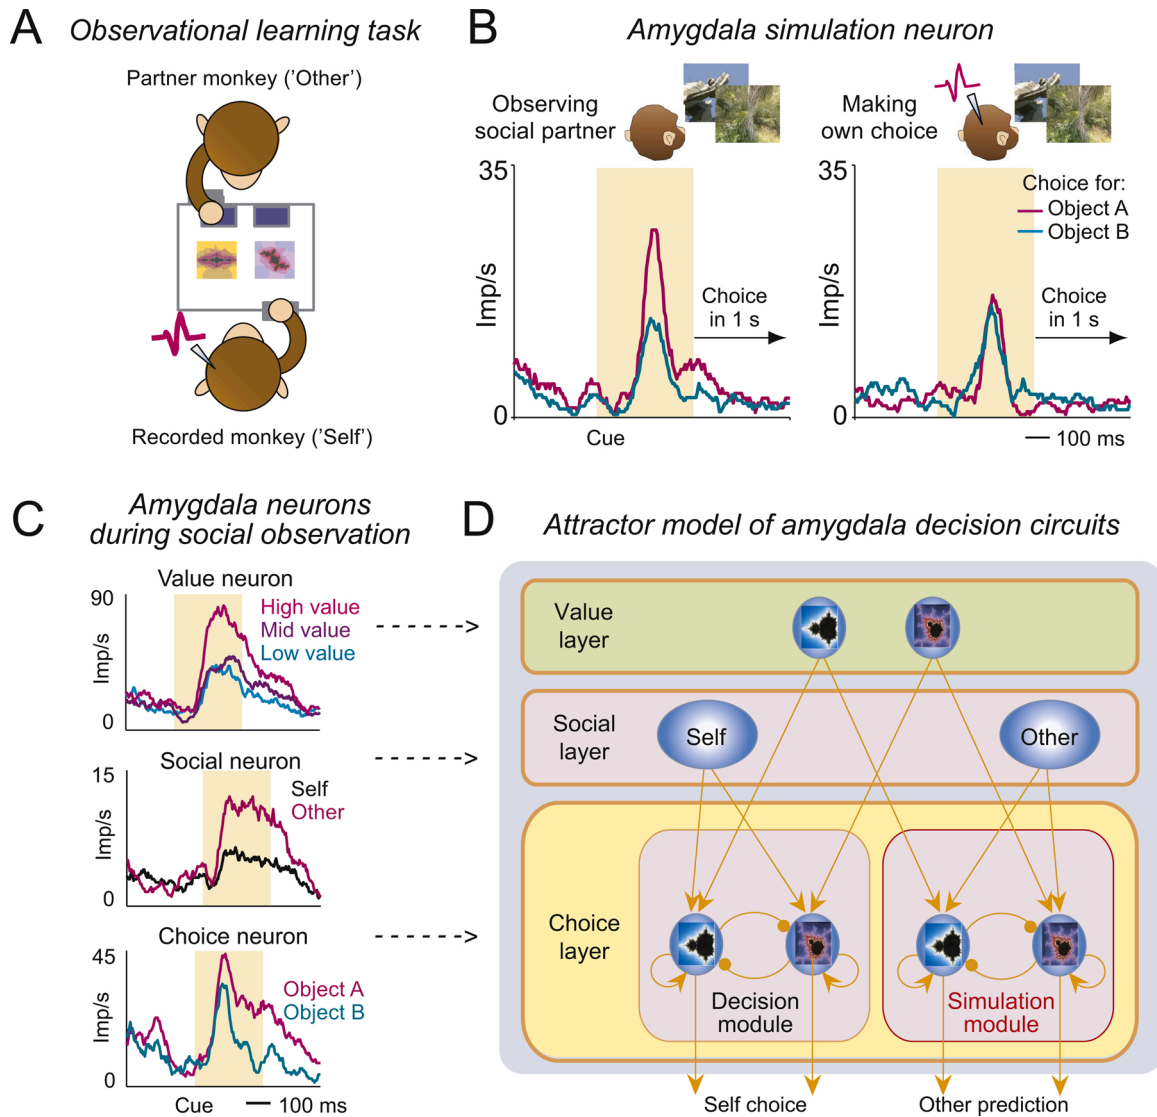 A
Observational learning task
Partner monkey ('Other')
Recorded monkey ('Self')
B
Amygdala simulation neuron
Observing
social partner
Making
own choice
35
Imp/s
0
Choice
in 1 s
Cue
35
Imp/s
0
Choice for:
Object A
Object B
Choice
in 1 s
100 ms
C
Amygdala neurons
during social observation
Value neuron
90
Imp/s
0
High value
Mid value
Low value
---->
Social neuron
15
Imp/s
0
Self
Other
---->
Choice neuron
45
Imp/s
0
Object A
Object B
---->
Cue
100 ms
D
Attractor model of amygdala decision circuits
Value
layer
Social
layer
Self
Other
Choice
layer
Decision
module
Simulation
module
Self choice
Other prediction